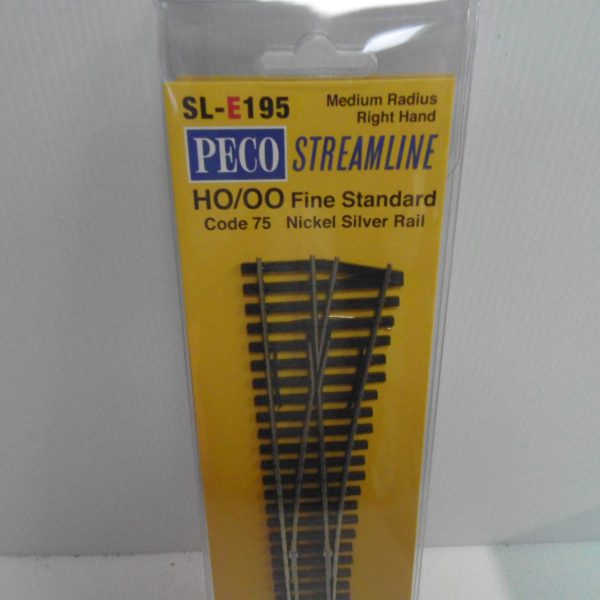 SL-E195
Medium Radius
Right Hand
PECO STREAMLINE
HO/OO Fine Standard
Code 75 Nickel Silver Rail